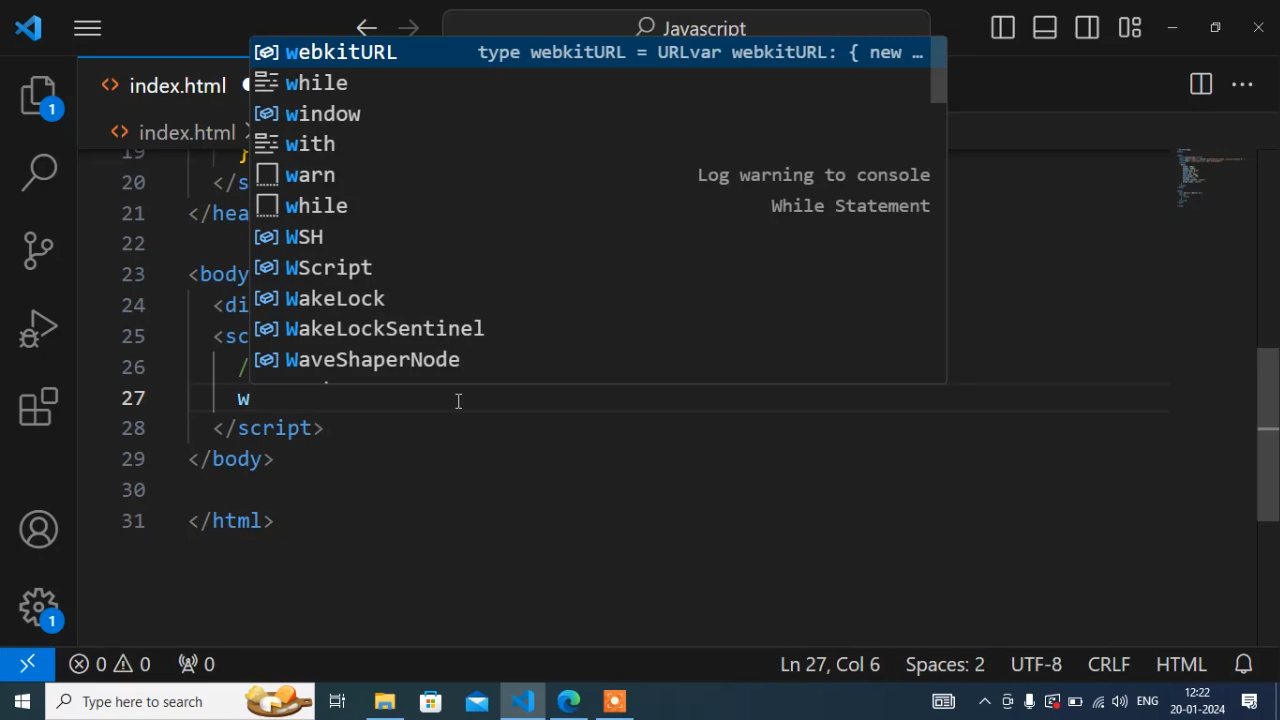 Javascript
index.html
1
index.html
webkitURL type webkitURL = URLvar webkitURL: { new …
while
window
with
warn Log warning to console
while While Statement
WSH
WScript
WakeLock
WakeLockSentinel
WaveShaperNode
19 }
20 </s
21 </hea
22
23 <body
24 <di
25 <sc
26 /
27 w
28 </script>
29 </body>
30
31 </html>
1
0 0 0 Ln 27, Col 6 Spaces: 2 UTF-8 CRLF HTML
Type here to search ENG 12:22
20-01-2024